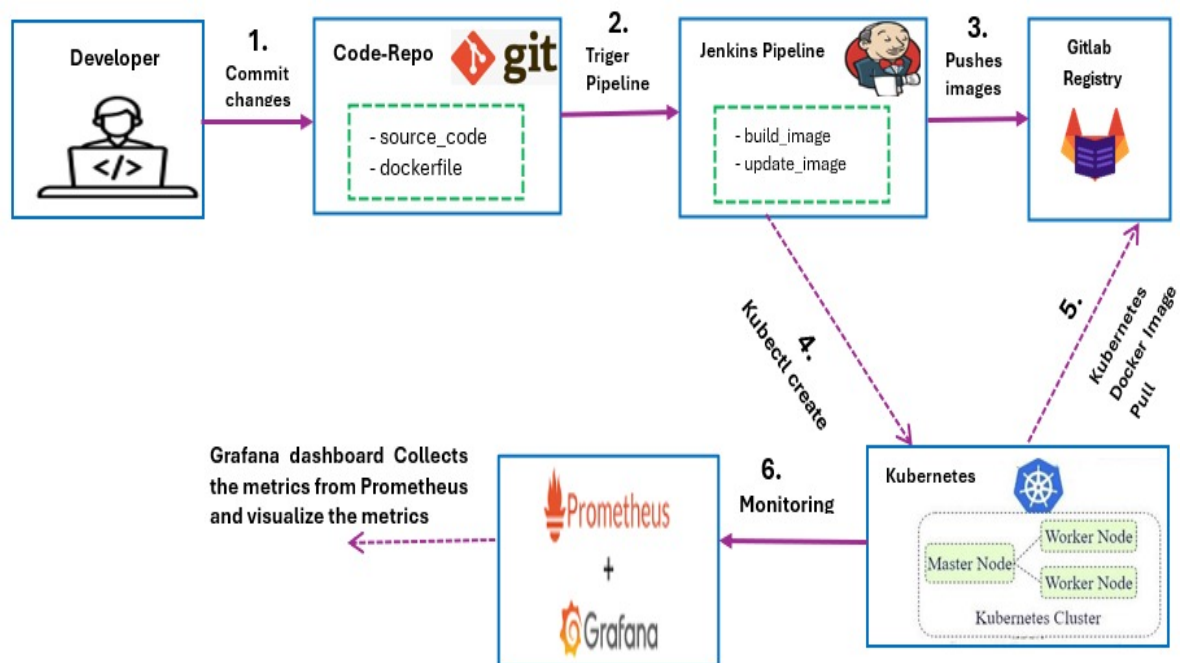 Developer
</>
1.
Commit
changes
Code-Repo
git
- source_code
- dockerfile
2.
Triger
Pipeline
Jenkins Pipeline
- build_image
- update_image
3.
Pushes
images
Gitlab
Registry
4.
Kubectl create
5.
Kubernetes
Docker Image
Pull
Kubernetes
Master Node
Worker Node
Worker Node
Kubernetes Cluster
6.
Monitoring
Prometheus
+
Grafana
Grafana dashboard Collects
the metrics from Prometheus
and visualize the metrics